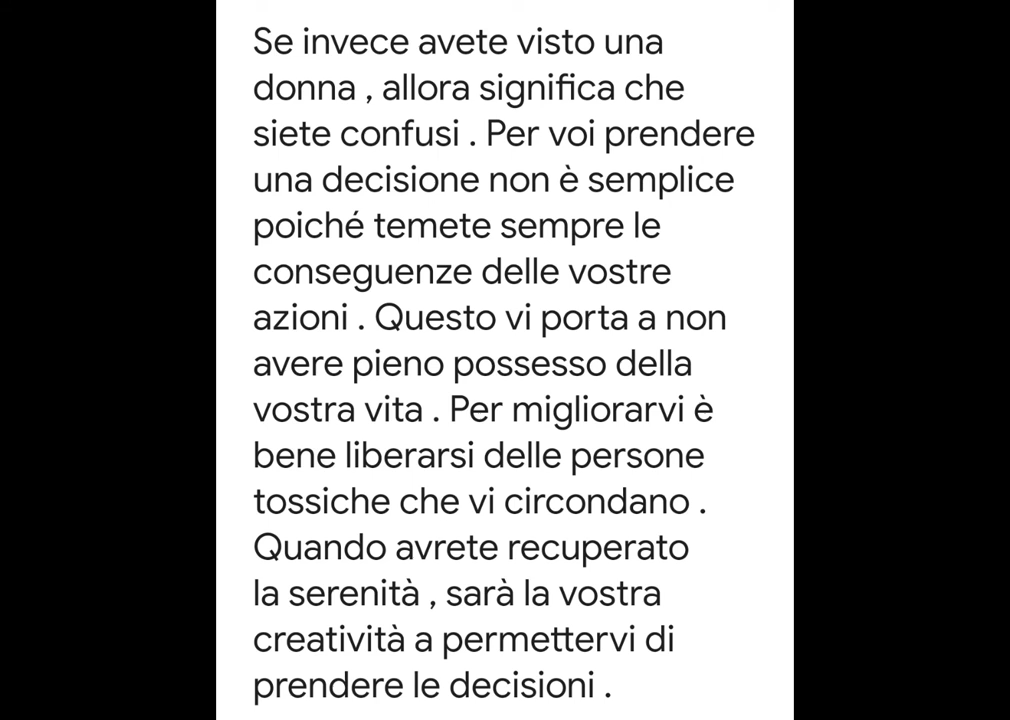 Se invece avete visto una
donna , allora significa che
siete confusi . Per voi prendere
una decisione non è semplice
poiché temete sempre le
conseguenze delle vostre
azioni . Questo vi porta a non
avere pieno possesso della
vostra vita . Per migliorarvi è
bene liberarsi delle persone
tossiche che vi circondano .
Quando avrete recuperato
la serenità , sarà la vostra
creatività a permettervi di
prendere le decisioni .